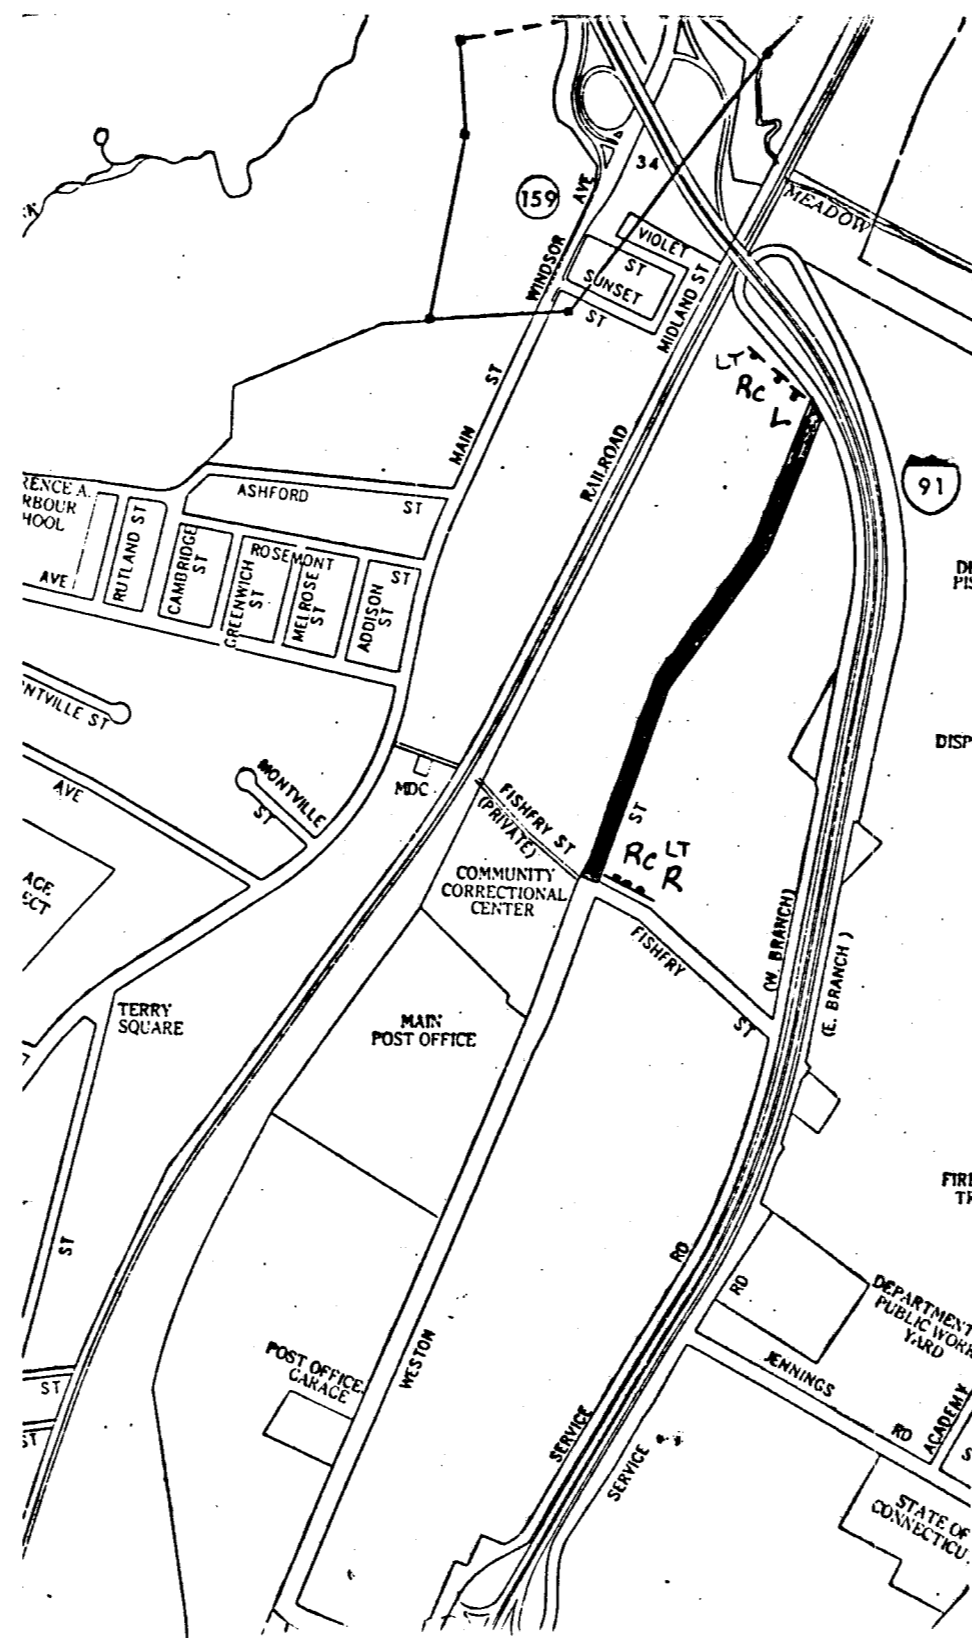 159
AVE
WINDSOR
34
VIOLET
ST
SUNSET
ST
MIDLAND ST
MEADOW
LT
RC
L
MAIN
ST
RAILROAD
91
ASHFORD
ST
RENCE A.
RBOUR
HOOL
AVE
RUTLAND ST
CAMBRIDGE
ST
ROSEMONT
ST
GREENWICH
ST
MELROSE
ST
ADDISON
ST
NTVILLE ST
MONTVILLE
ST
AVE
MDC
FISHFRY ST
(PRIVATE)
ST
RC
LT
R
COMMUNITY
CORRECTIONAL
CENTER
FISHFRY
ST
(W. BRANCH)
(E. BRANCH)
DISP
ACE
ECT
TERRY
SQUARE
MAIN
POST OFFICE
ST
RD
RD
FIRE
DEPARTMENT
PUBLIC WORK
YARD
POST OFFICE
GARAGE
WESTON
JENNINGS
RD
ACADEMY
S
ST
ST
SERVICE
SERVICE
STATE OF
CONNECTICU